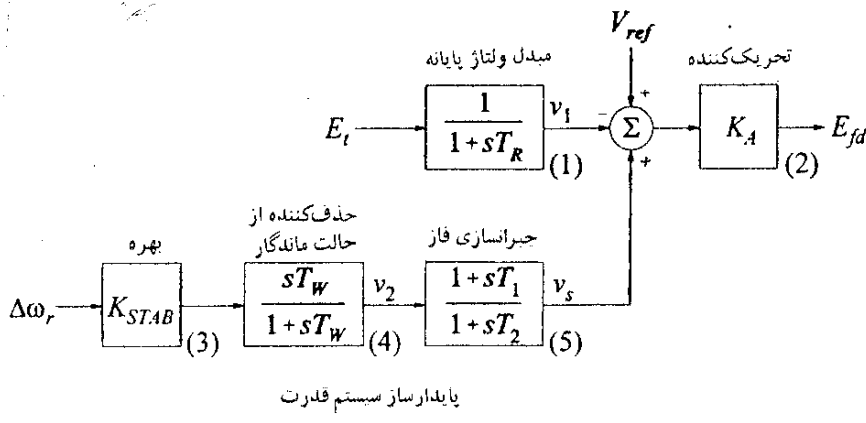 V_ref
مبدل ولتاژ پایانه
تحریک‌کننده
E_t
1
1+sT_R
v_1
(1)
−
+
Σ
+
K_A
(2)
E_fd
بهره
حذف‌کننده از
حالت ماندگار
جبرانسازی فاز
Δω_r
K_STAB
(3)
sT_W
1+sT_W
v_2
(4)
1+sT_1
1+sT_2
v_s
(5)
پایدارساز سیستم قدرت